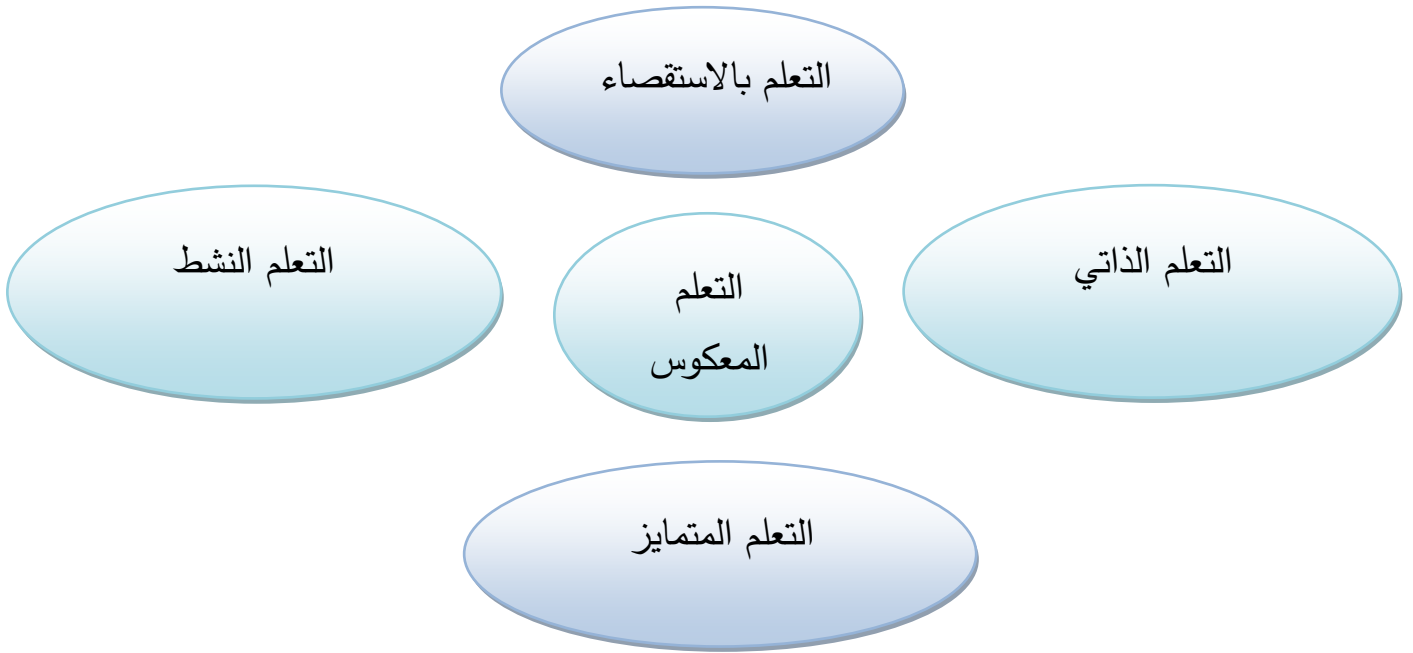 التعلم بالاستقصاء
التعلم الذاتي
التعلم
المعكوس
التعلم النشط
التعلم المتمايز